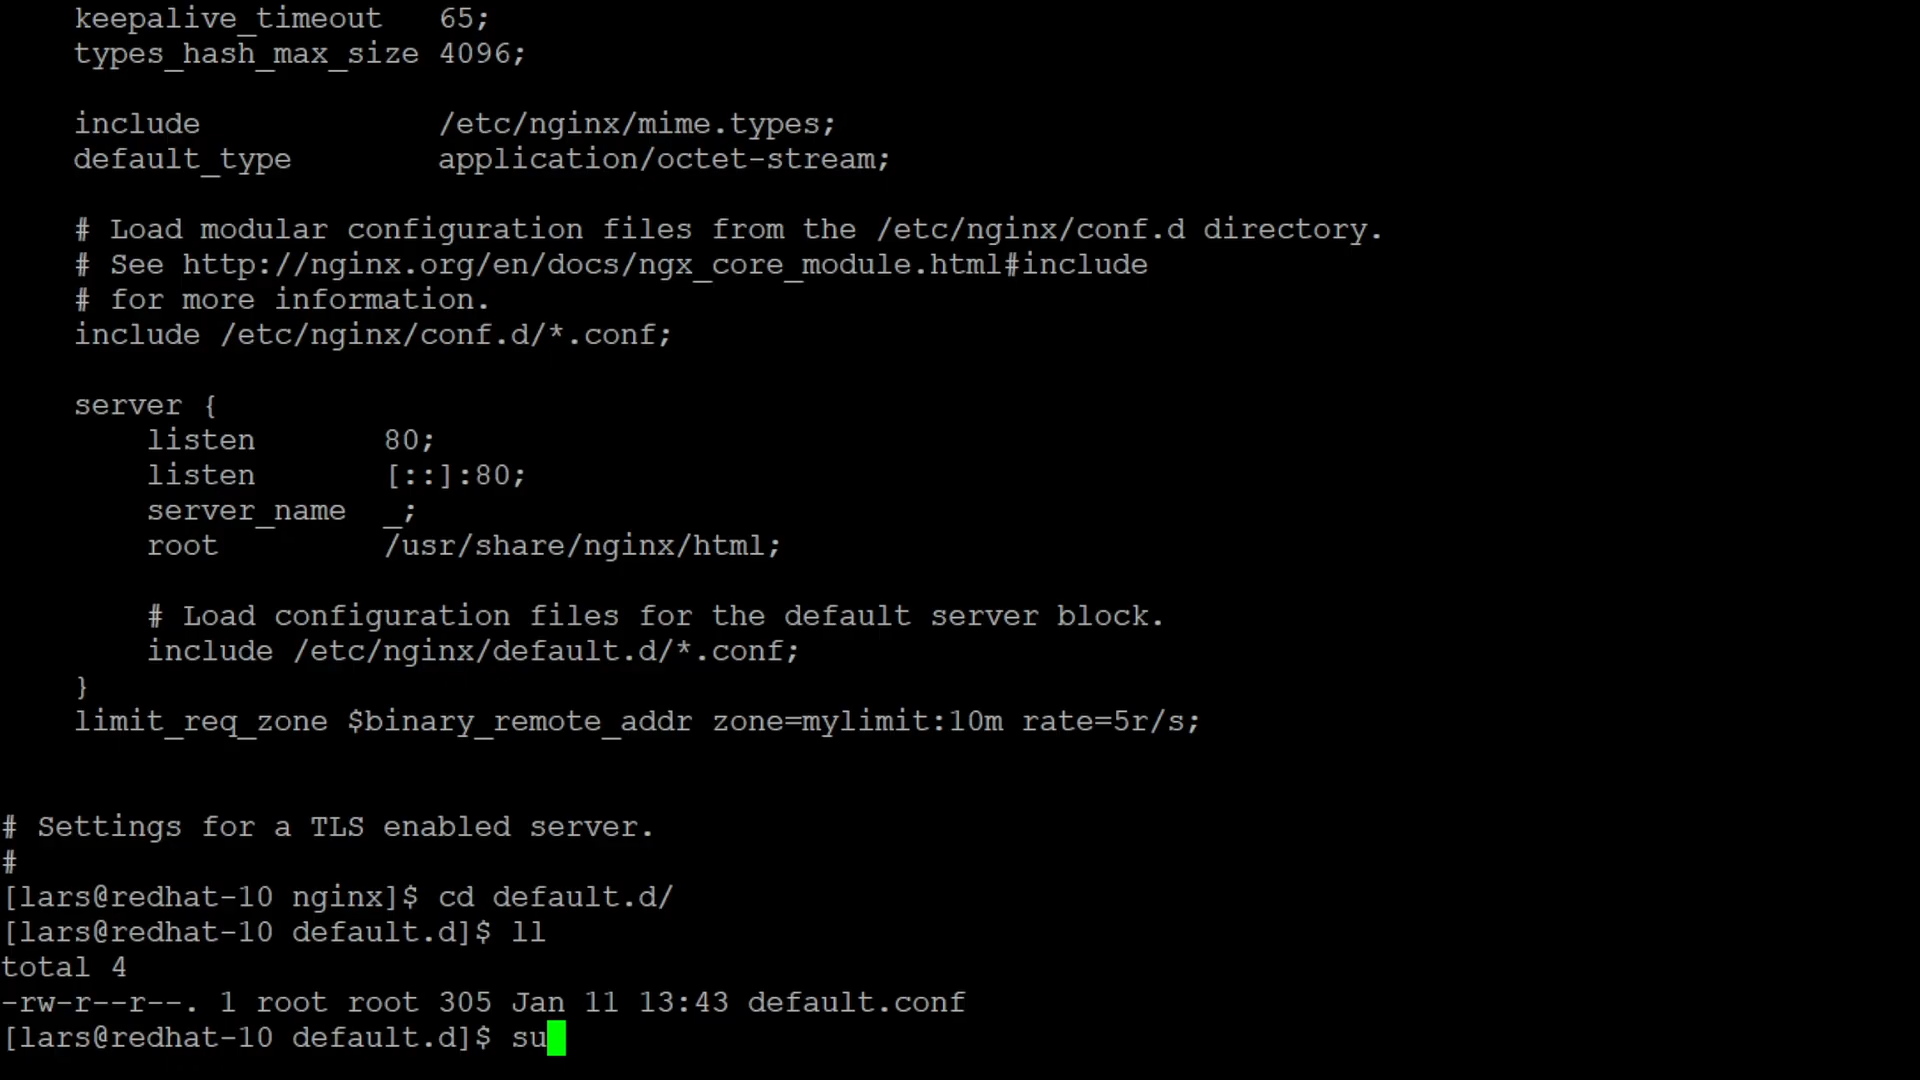 keepalive_timeout   65;
types_hash_max_size 4096;
include             /etc/nginx/mime.types;
default_type        application/octet-stream;
# Load modular configuration files from the /etc/nginx/conf.d directory.
# See http://nginx.org/en/docs/ngx_core_module.html#include
# for more information.
include /etc/nginx/conf.d/*.conf;
server {
listen       80;
listen       [::]:80;
server_name  _;
root         /usr/share/nginx/html;
# Load configuration files for the default server block.
include /etc/nginx/default.d/*.conf;
}
limit_req_zone $binary_remote_addr zone=mylimit:10m rate=5r/s;
# Settings for a TLS enabled server.
#
[lars@redhat-10 nginx]$ cd default.d/
[lars@redhat-10 default.d]$ ll
total 4
-rw-r--r--. 1 root root 305 Jan 11 13:43 default.conf
[lars@redhat-10 default.d]$ su